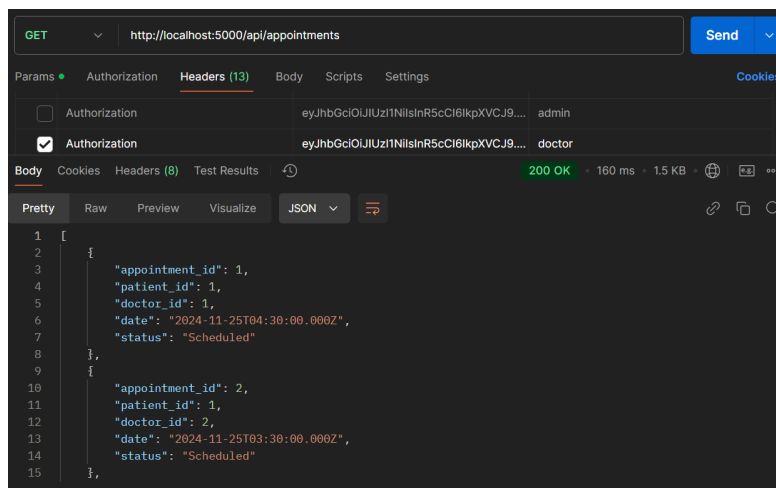 GET http://localhost:5000/api/appointments Send
Params Authorization Headers (13) Body Scripts Settings Cookies
Authorization eyJhbGciOiJIUzI1NiIsInR5cCI6IkpXVCJ9.... admin
Authorization eyJhbGciOiJIUzI1NiIsInR5cCI6IkpXVCJ9.... doctor
Body Cookies Headers (8) Test Results 200 OK 160 ms 1.5 KB e.g.
Pretty Raw Preview Visualize JSON
1 [
2 {
3 "appointment_id": 1,
4 "patient_id": 1,
5 "doctor_id": 1,
6 "date": "2024-11-25T04:30:00.000Z",
7 "status": "Scheduled"
8 },
9 {
10 "appointment_id": 2,
11 "patient_id": 1,
12 "doctor_id": 2,
13 "date": "2024-11-25T03:30:00.000Z",
14 "status": "Scheduled"
15 },